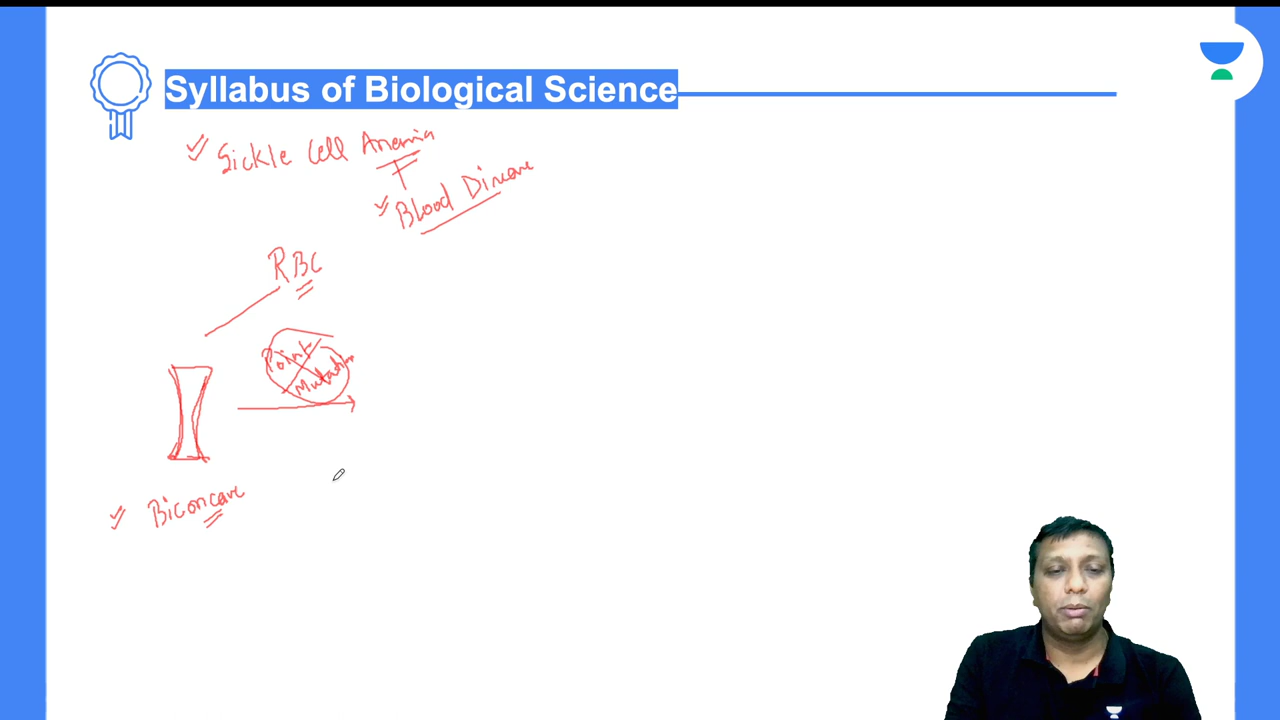 Syllabus of Biological Science
Sickle Cell Anemia
Blood Disease
RBC
Point
Mutation
Biconcave